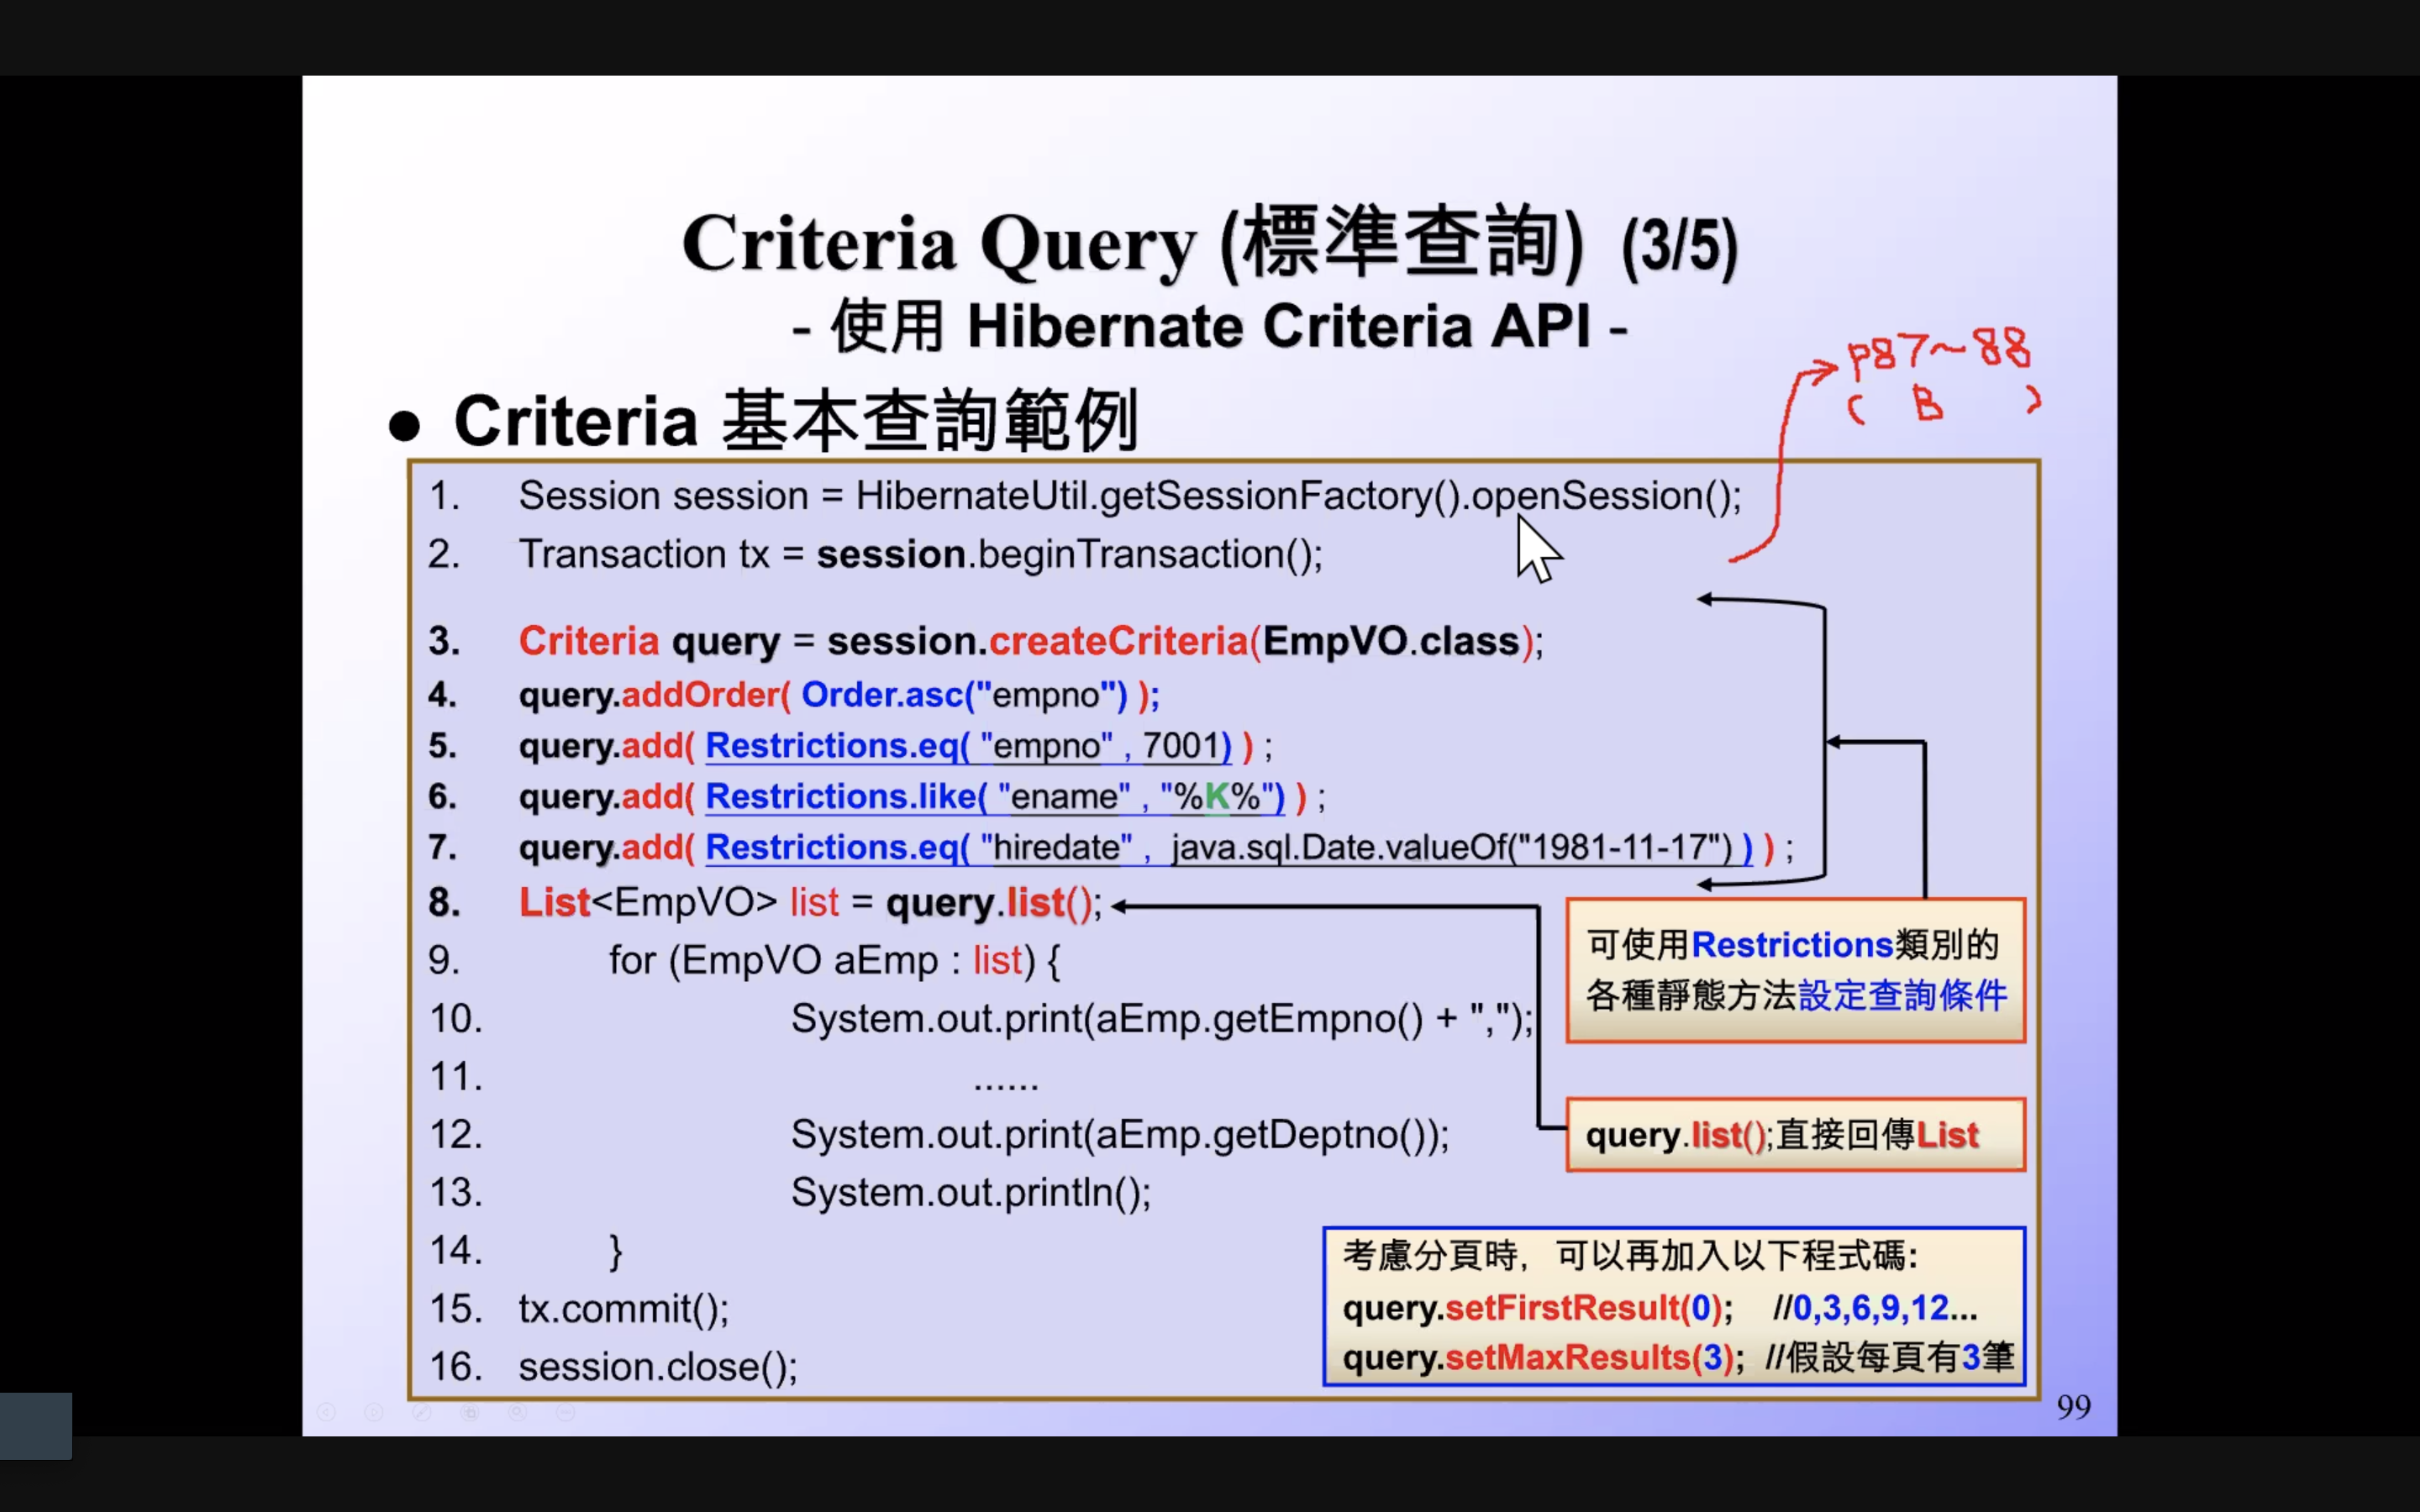 Criteria Query (標準查詢) (3/5)
- 使用 Hibernate Criteria API -
p87~88
( B )
● Criteria 基本查詢範例
1. Session session = HibernateUtil.getSessionFactory().openSession();
2. Transaction tx = session.beginTransaction();
3. Criteria query = session.createCriteria(EmpVO.class);
4. query.addOrder( Order.asc("empno") );
5. query.add( Restrictions.eq( "empno" , 7001) ) ;
6. query.add( Restrictions.like( "ename" , "%K%") ) ;
7. query.add( Restrictions.eq( "hiredate" , java.sql.Date.valueOf("1981-11-17") ) ) ;
8. List<EmpVO> list = query.list();
9. for (EmpVO aEmp : list) {
10. System.out.print(aEmp.getEmpno() + ",");
11. ......
12. System.out.print(aEmp.getDeptno());
13. System.out.println();
14. }
15. tx.commit();
16. session.close();
可使用Restrictions類別的
各種靜態方法設定查詢條件
query.list();直接回傳List
考慮分頁時, 可以再加入以下程式碼:
query.setFirstResult(0); //0,3,6,9,12...
query.setMaxResults(3); //假設每頁有3筆
99